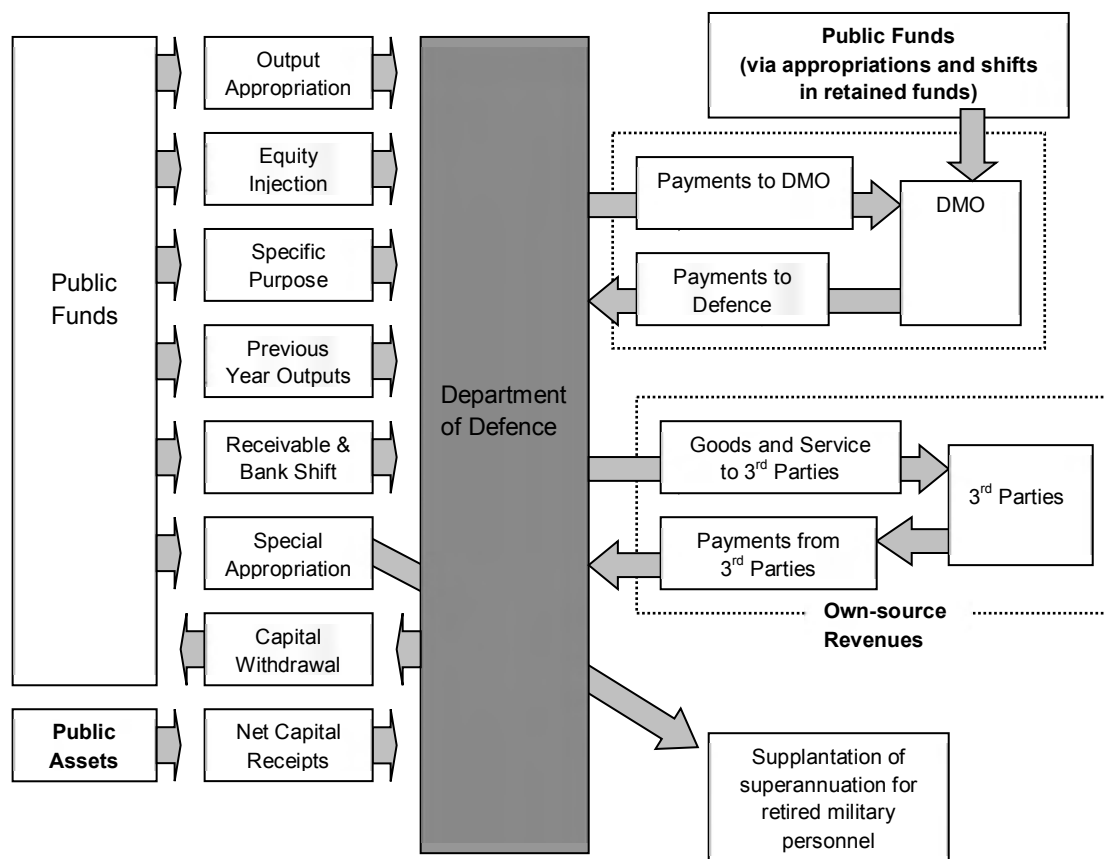 Public
Funds
Output
Appropriation
Equity
Injection
Specific
Purpose
Previous
Year Outputs
Receivable &
Bank Shift
Special
Appropriation
Capital
Withdrawal
Public
Assets
Net Capital
Receipts
Department
of Defence
Public Funds
(via appropriations and shifts
in retained funds)
Payments to DMO
DMO
Payments to
Defence
Goods and Service
to 3rd Parties
3rd Parties
Payments from
3rd Parties
Own-source
Revenues
Supplantation of
superannuation for
retired military
personnel